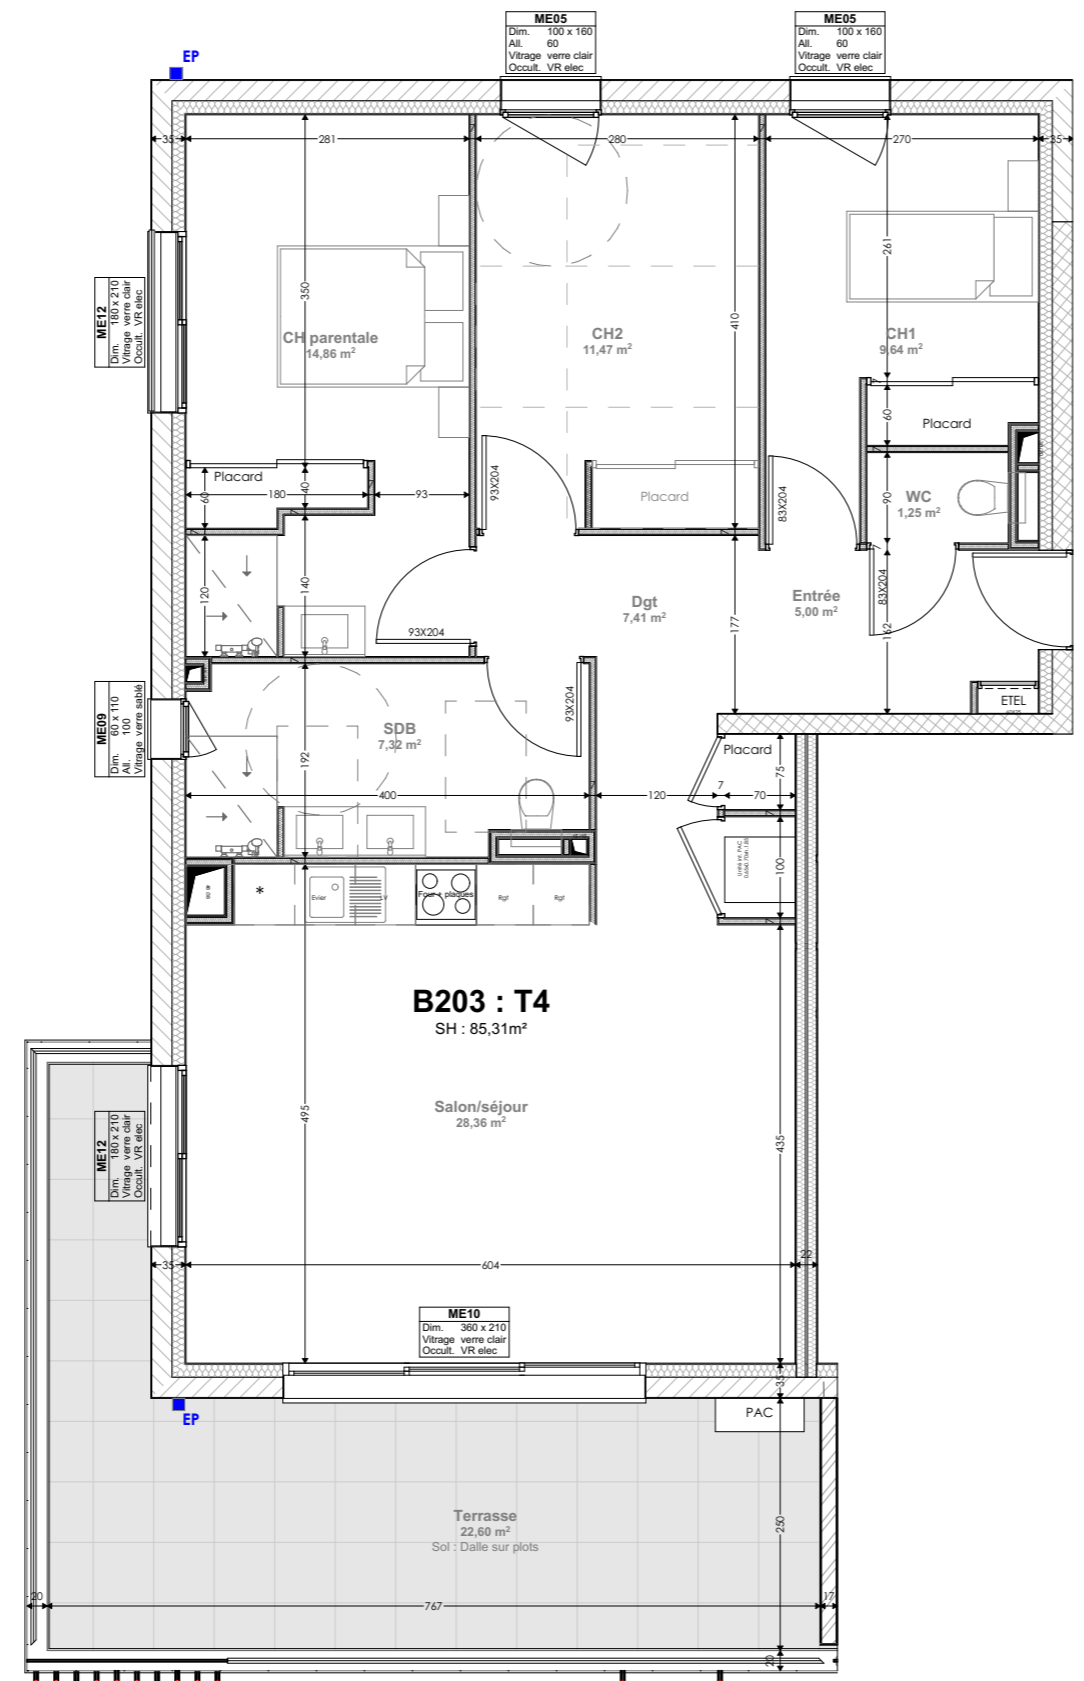 ME05
Dim. 100 x 160
All. 60
Vitrage verre clair
Occult. VR elec
ME05
Dim. 100 x 160
All. 60
Vitrage verre clair
Occult. VR elec
EP
35
281
280
270
35
350
410
261
ME12
Dim. 180 x 210
Vitrage verre clair
Occult. VR elec
CH parentale
14,86 m²
CH2
11,47 m²
CH1
9,64 m²
60
Placard
Placard
180
60
40
93
93X204
Placard
83X204
90
WC
1,25 m²
120
140
93X204
Dgt
7,41 m²
177
Entrée
5,00 m²
83X204
162
ETEL
ME09
Dim. 60 x 110
All. 100
Vitrage verre sablé
SDB
7,32 m²
93X204
192
400
7
120
7
70
Placard
75
100
*
Evier
LV
Four + plaques
Rgt
Rgt
B203 : T4
SH : 85,31m²
Salon/séjour
28,36 m²
495
435
ME12
Dim. 180 x 210
Vitrage verre clair
Occult. VR elec
35
604
22
ME10
Dim. 360 x 210
Vitrage verre clair
Occult. VR elec
35
EP
PAC
Terrasse
22,60 m²
Sol : Dalle sur plots
250
20
767
17
20